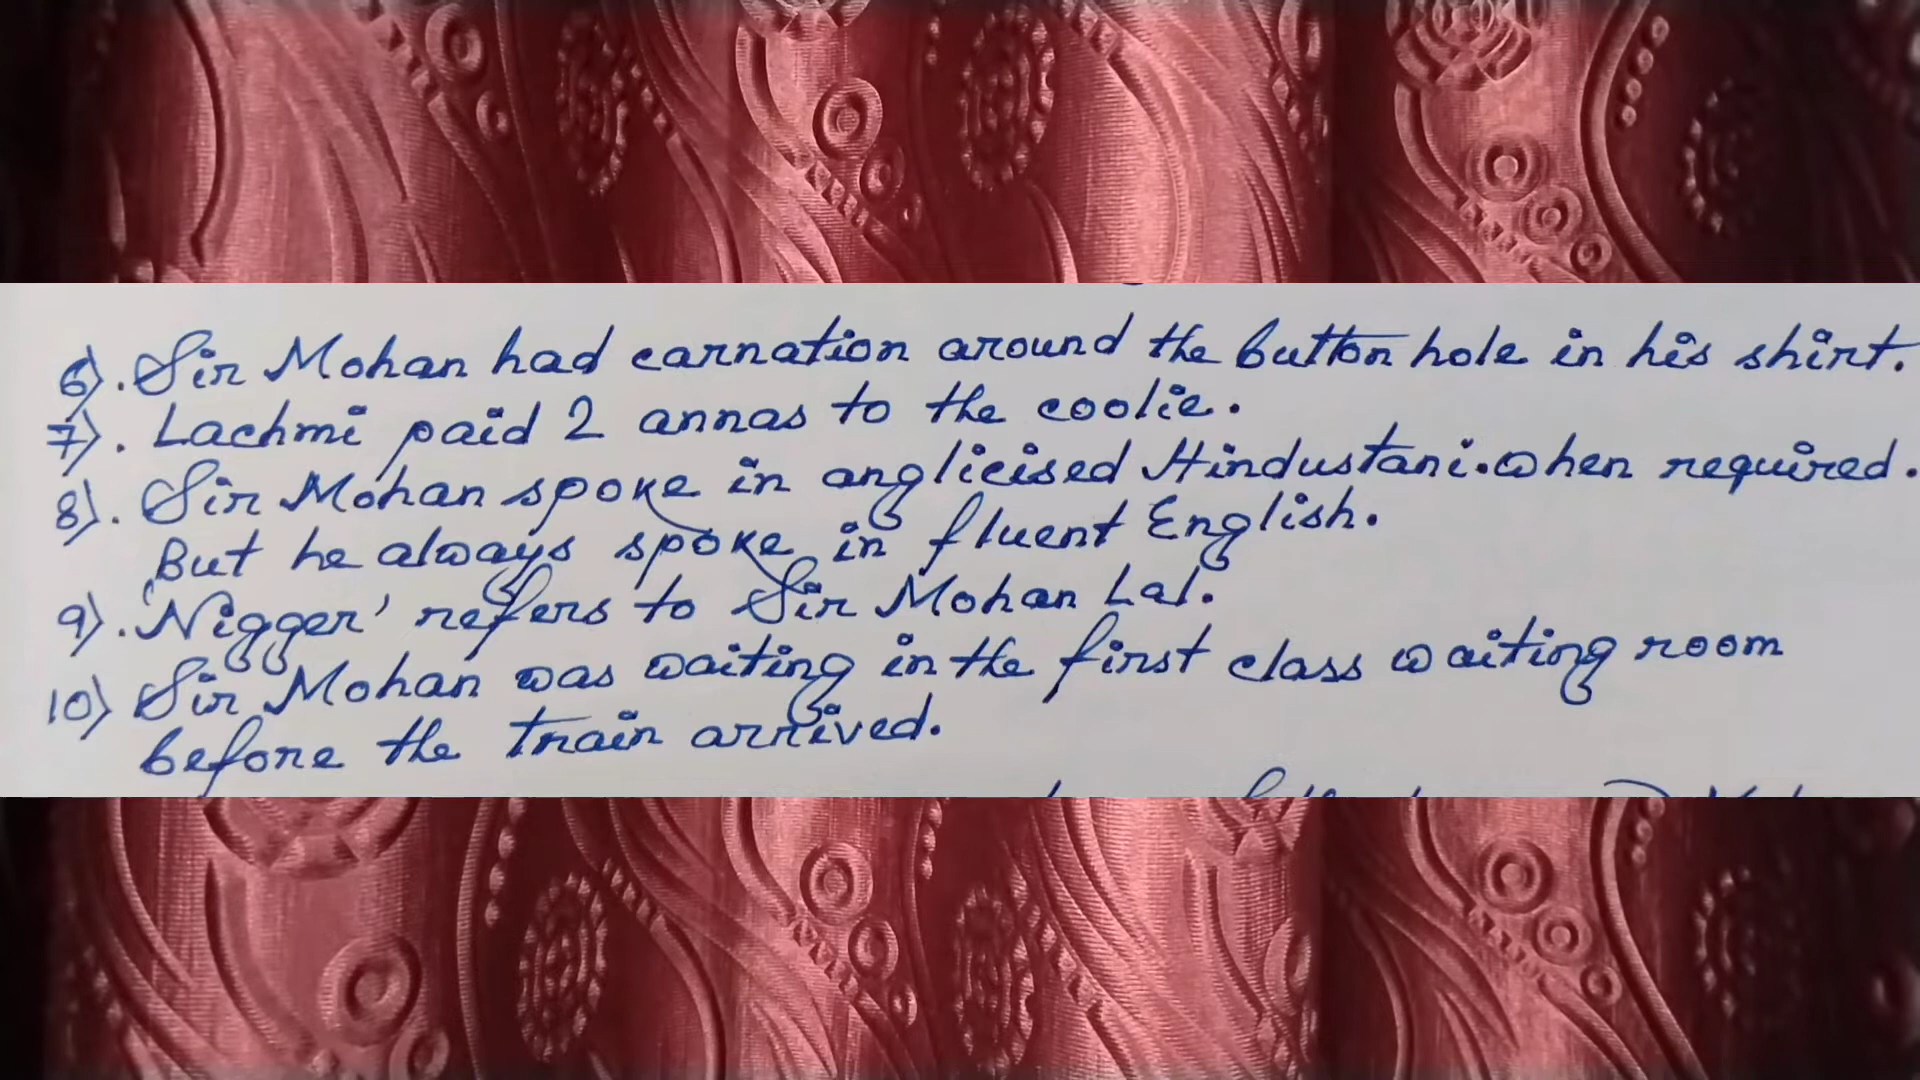 6). Sir Mohan had carnation around the button hole in his shirt.
7). Lachmi paid 2 annas to the coolie.
8). Sir Mohan spoke in anglicised Hindustani. when required.
But he always spoke in fluent English.
9). 'Nigger' refers to Sir Mohan Lal.
10) Sir Mohan was waiting in the first class waiting room
before the train arrived.